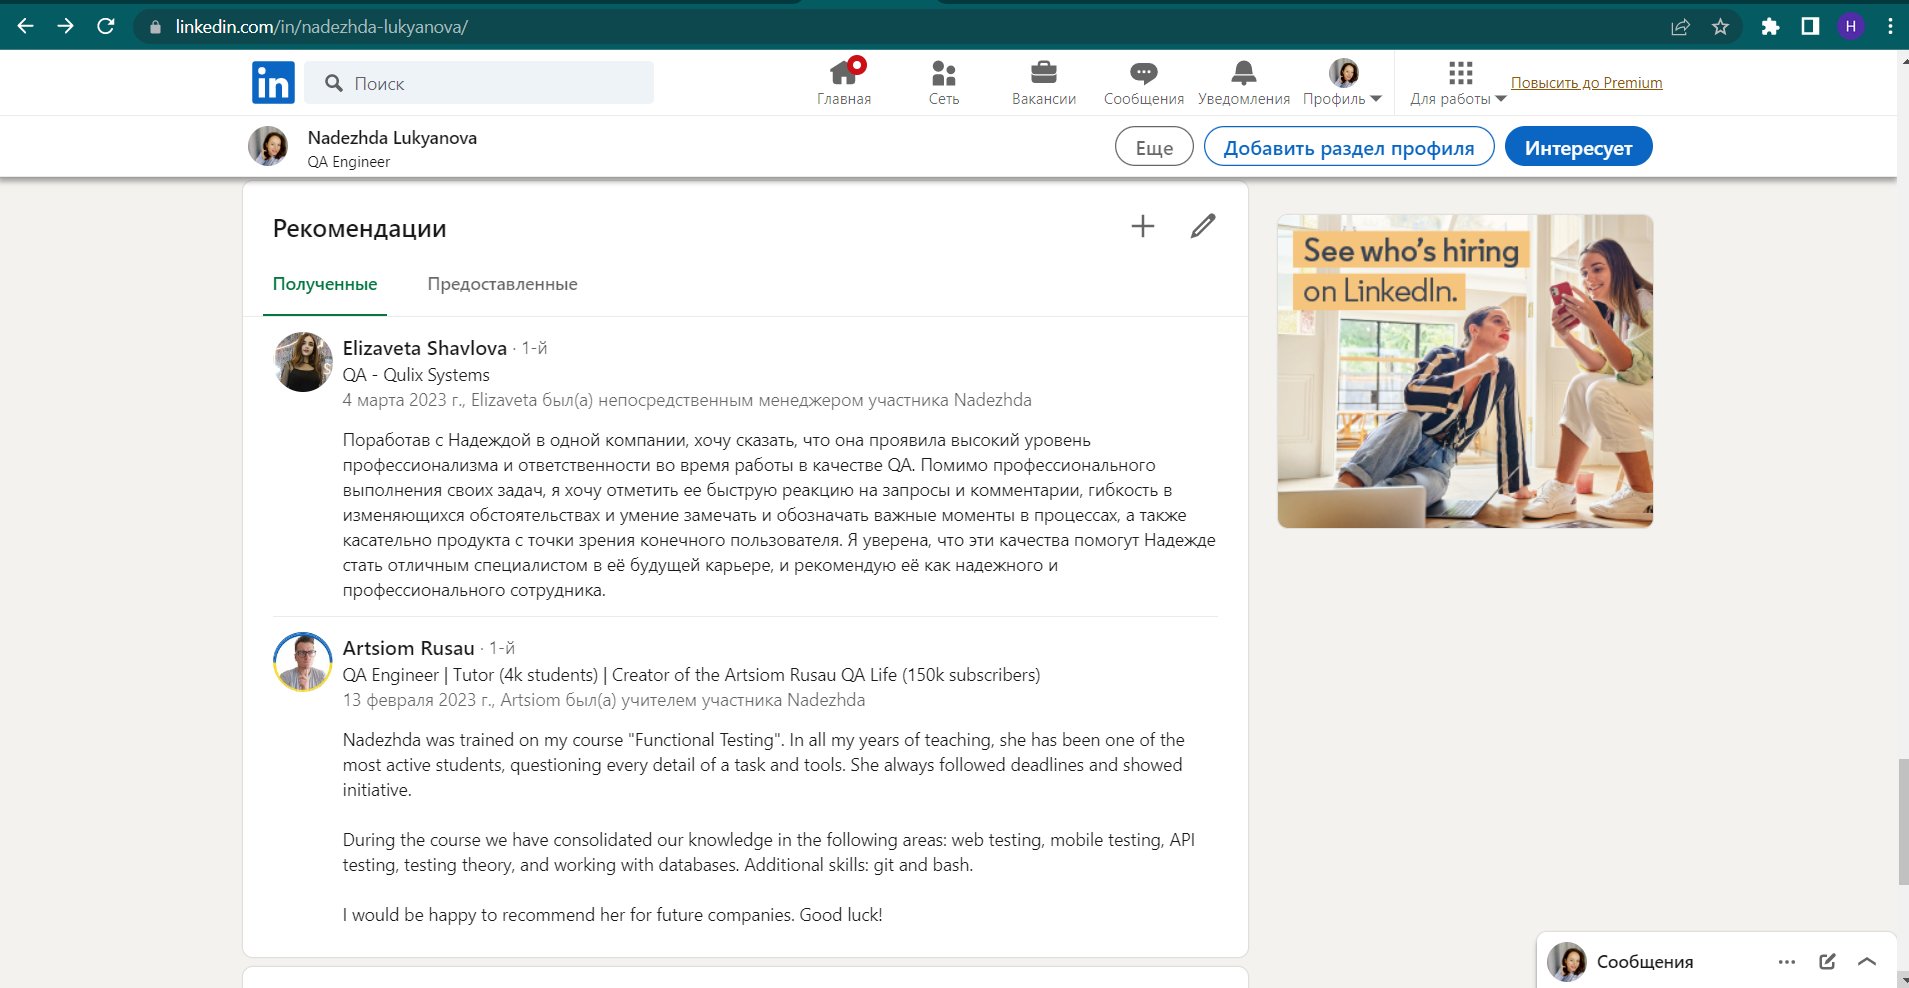 linkedin.com/in/nadezhda-lukyanova/
H
in
Поиск
Главная
Сеть
Вакансии
Сообщения
Уведомления
Профиль
Для работы
Повысить до Premium
Nadezhda Lukyanova
QA Engineer
Еще
Добавить раздел профиля
Интересует
Рекомендации
Полученные
Предоставленные
Elizaveta Shavlova · 1-й
QA - Qulix Systems
4 марта 2023 г., Elizaveta был(а) непосредственным менеджером участника Nadezhda
Поработав с Надеждой в одной компании, хочу сказать, что она проявила высокий уровень
профессионализма и ответственности во время работы в качестве QA. Помимо профессионального
выполнения своих задач, я хочу отметить ее быструю реакцию на запросы и комментарии, гибкость в
изменяющихся обстоятельствах и умение замечать и обозначать важные моменты в процессах, а также
касательно продукта с точки зрения конечного пользователя. Я уверена, что эти качества помогут Надежде
стать отличным специалистом в её будущей карьере, и рекомендую её как надежного и
профессионального сотрудника.
Artsiom Rusau · 1-й
QA Engineer | Tutor (4k students) | Creator of the Artsiom Rusau QA Life (150k subscribers)
13 февраля 2023 г., Artsiom был(а) учителем участника Nadezhda
Nadezhda was trained on my course "Functional Testing". In all my years of teaching, she has been one of the
most active students, questioning every detail of a task and tools. She always followed deadlines and showed
initiative.
During the course we have consolidated our knowledge in the following areas: web testing, mobile testing, API
testing, testing theory, and working with databases. Additional skills: git and bash.
I would be happy to recommend her for future companies. Good luck!
See who's hiring
on LinkedIn.
Сообщения